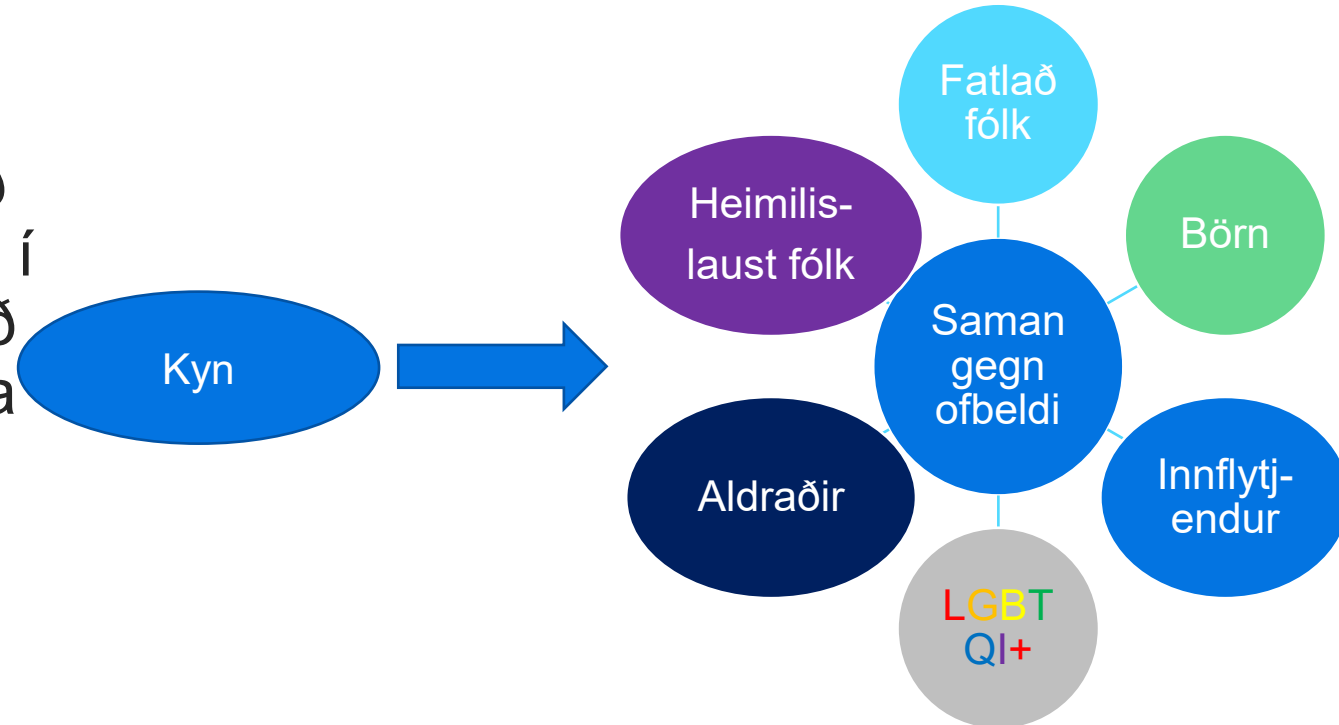 í
ð
a
Kyn
Fatlað
fólk
Heimilis-
laust fólk
Börn
Saman
gegn
ofbeldi
Aldraðir
Innflytj-
endur
LGBT
QI+